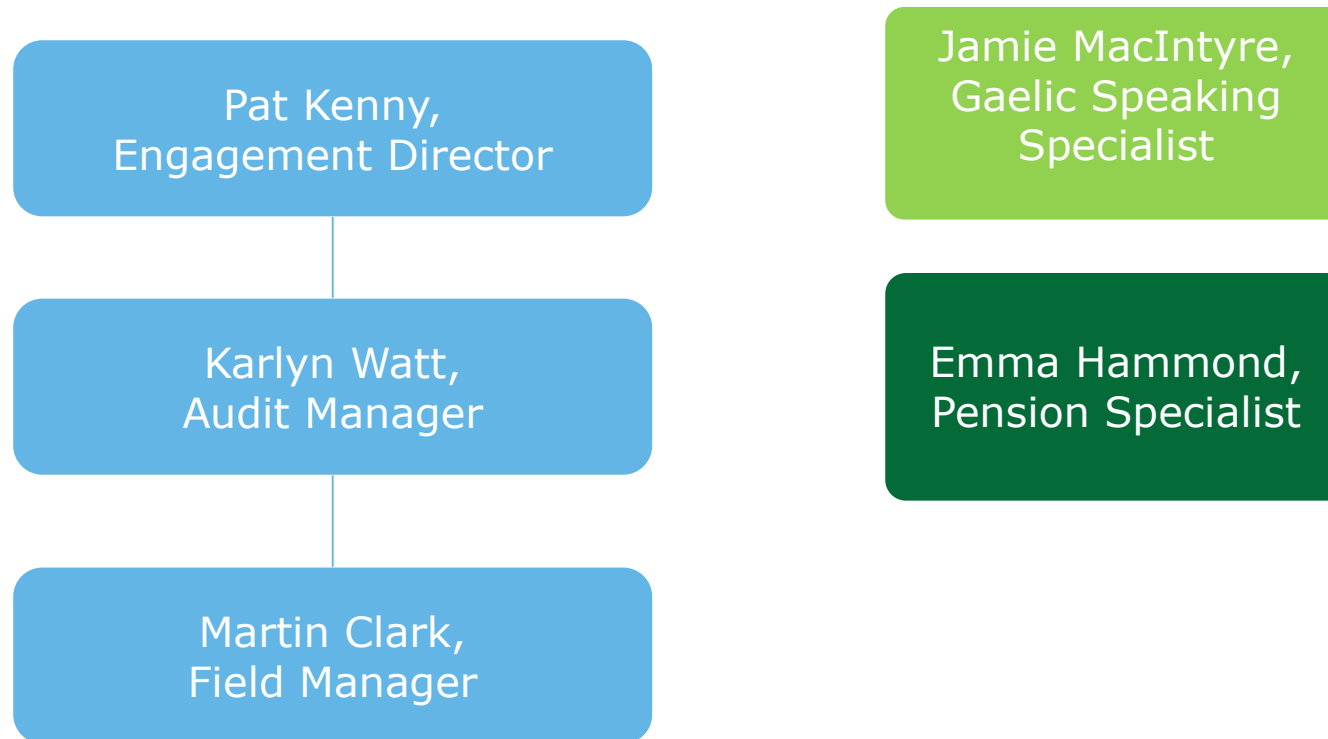 Pat Kenny,
Engagement Director
Karlyn Watt,
Audit Manager
Martin Clark,
Field Manager
Jamie MacIntyre,
Gaelic Speaking
Specialist
Emma Hammond,
Pension Specialist